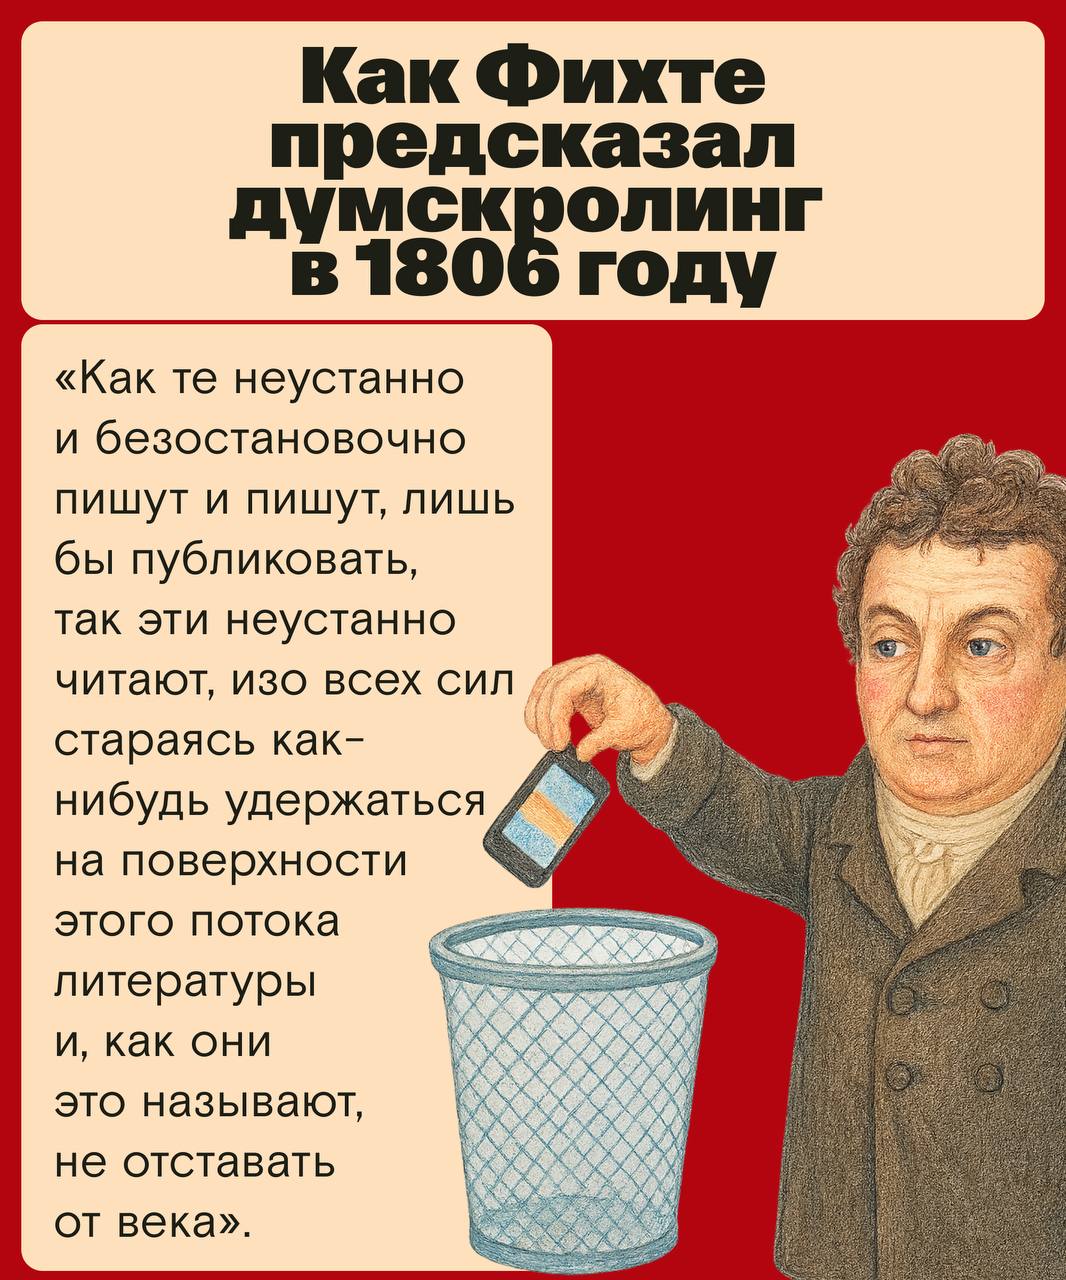 Как Фихте
предсказал
думскролинг
в 1806 году
«Как те неустанно
и безостановочно
пишут и пишут, лишь
бы публиковать,
так эти неустанно
читают, изо всех сил
стараясь как-
нибудь удержаться
на поверхности
этого потока
литературы
и, как они
это называют,
не отставать
от века».